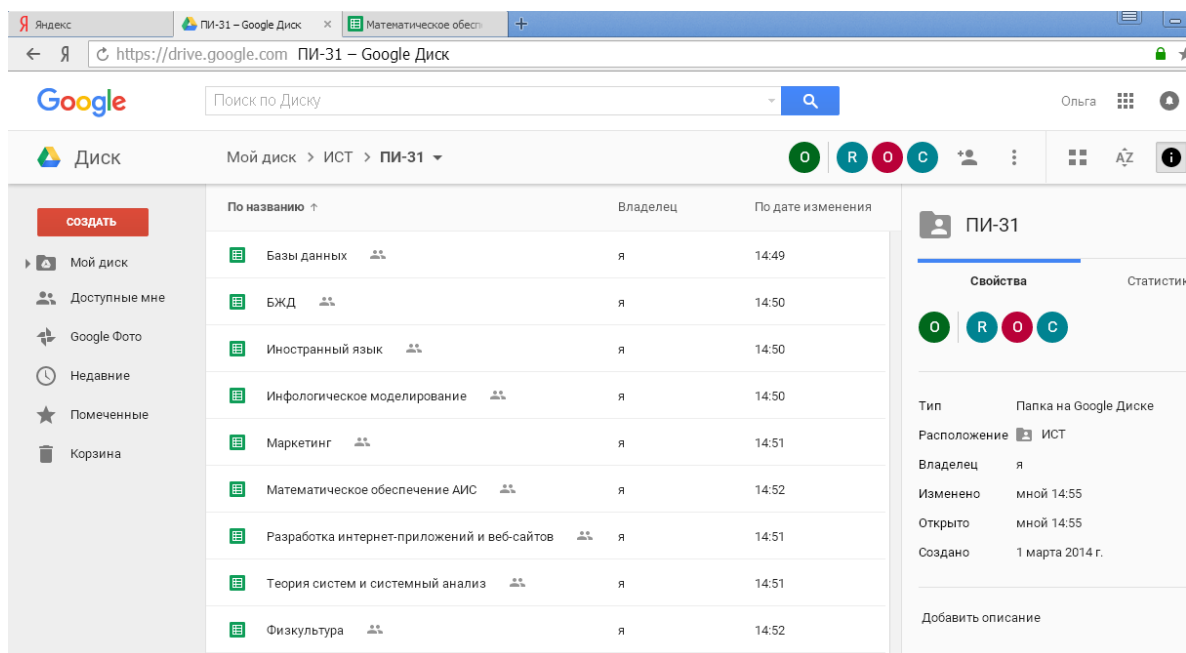 Я Яндекс ПИ-31 – Google Диск × Математическое обесп +
← Я https://drive.google.com ПИ-31 – Google Диск
Google Поиск по Диску Ольга
Диск Мой диск > ИСТ > ПИ-31 O R O C AZ
СОЗДАТЬ
Мой диск
Доступные мне
Google Фото
Недавние
Помеченные
Корзина
По названию ↑ Владелец По дате изменения
Базы данных я 14:49
БЖД я 14:50
Иностранный язык я 14:50
Инфологическое моделирование я 14:50
Маркетинг я 14:51
Математическое обеспечение АИС я 14:52
Разработка интернет-приложений и веб-сайтов я 14:51
Теория систем и системный анализ я 14:51
Физкультура я 14:52
ПИ-31
Свойства Статистик
O R O C
Тип Папка на Google Диске
Расположение ИСТ
Владелец я
Изменено мной 14:55
Открыто мной 14:55
Создано 1 марта 2014 г.
Добавить описание